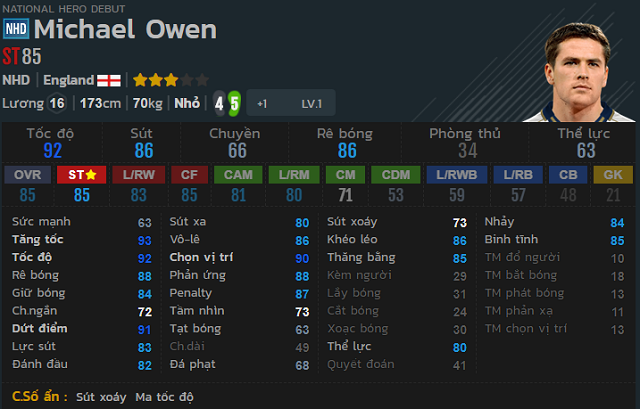 NATIONAL HERO DEBUT
NHD Michael Owen
ST 85
NHD | England
Lương 16 | 173cm | 70kg | Nhỏ 4 5 +1 LV.1
Tốc độ Sút Chuyền Rê bóng Phòng thủ Thể lực
92 86 66 86 34 63
OVR ST L/RW CF CAM L/RM CM CDM L/RWB L/RB CB GK
85 85 83 85 81 80 71 53 59 57 48 21
Sức mạnh 63 Sút xa 80 Sút xoáy 73 Nhảy 84
Tăng tốc 93 Vô-lê 86 Khéo léo 86 Bình tĩnh 85
Tốc độ 92 Chọn vị trí 90 Thăng bằng 85 TM đổ người 10
Rê bóng 88 Phản ứng 88 Kèm người 29 TM bắt bóng 18
Giữ bóng 84 Penalty 87 Lấy bóng 31 TM phát bóng 13
Ch.ngắn 72 Tầm nhìn 73 Cắt bóng 24 TM phản xạ 11
Dứt điểm 91 Tạt bóng 63 Xoạc bóng 30 TM chọn vị trí 13
Lực sút 83 Ch.dài 49 Thể lực 80
Đánh đầu 82 Đá phạt 68 Quyết đoán 41
C.Số ẩn : Sút xoáy Ma tốc độ